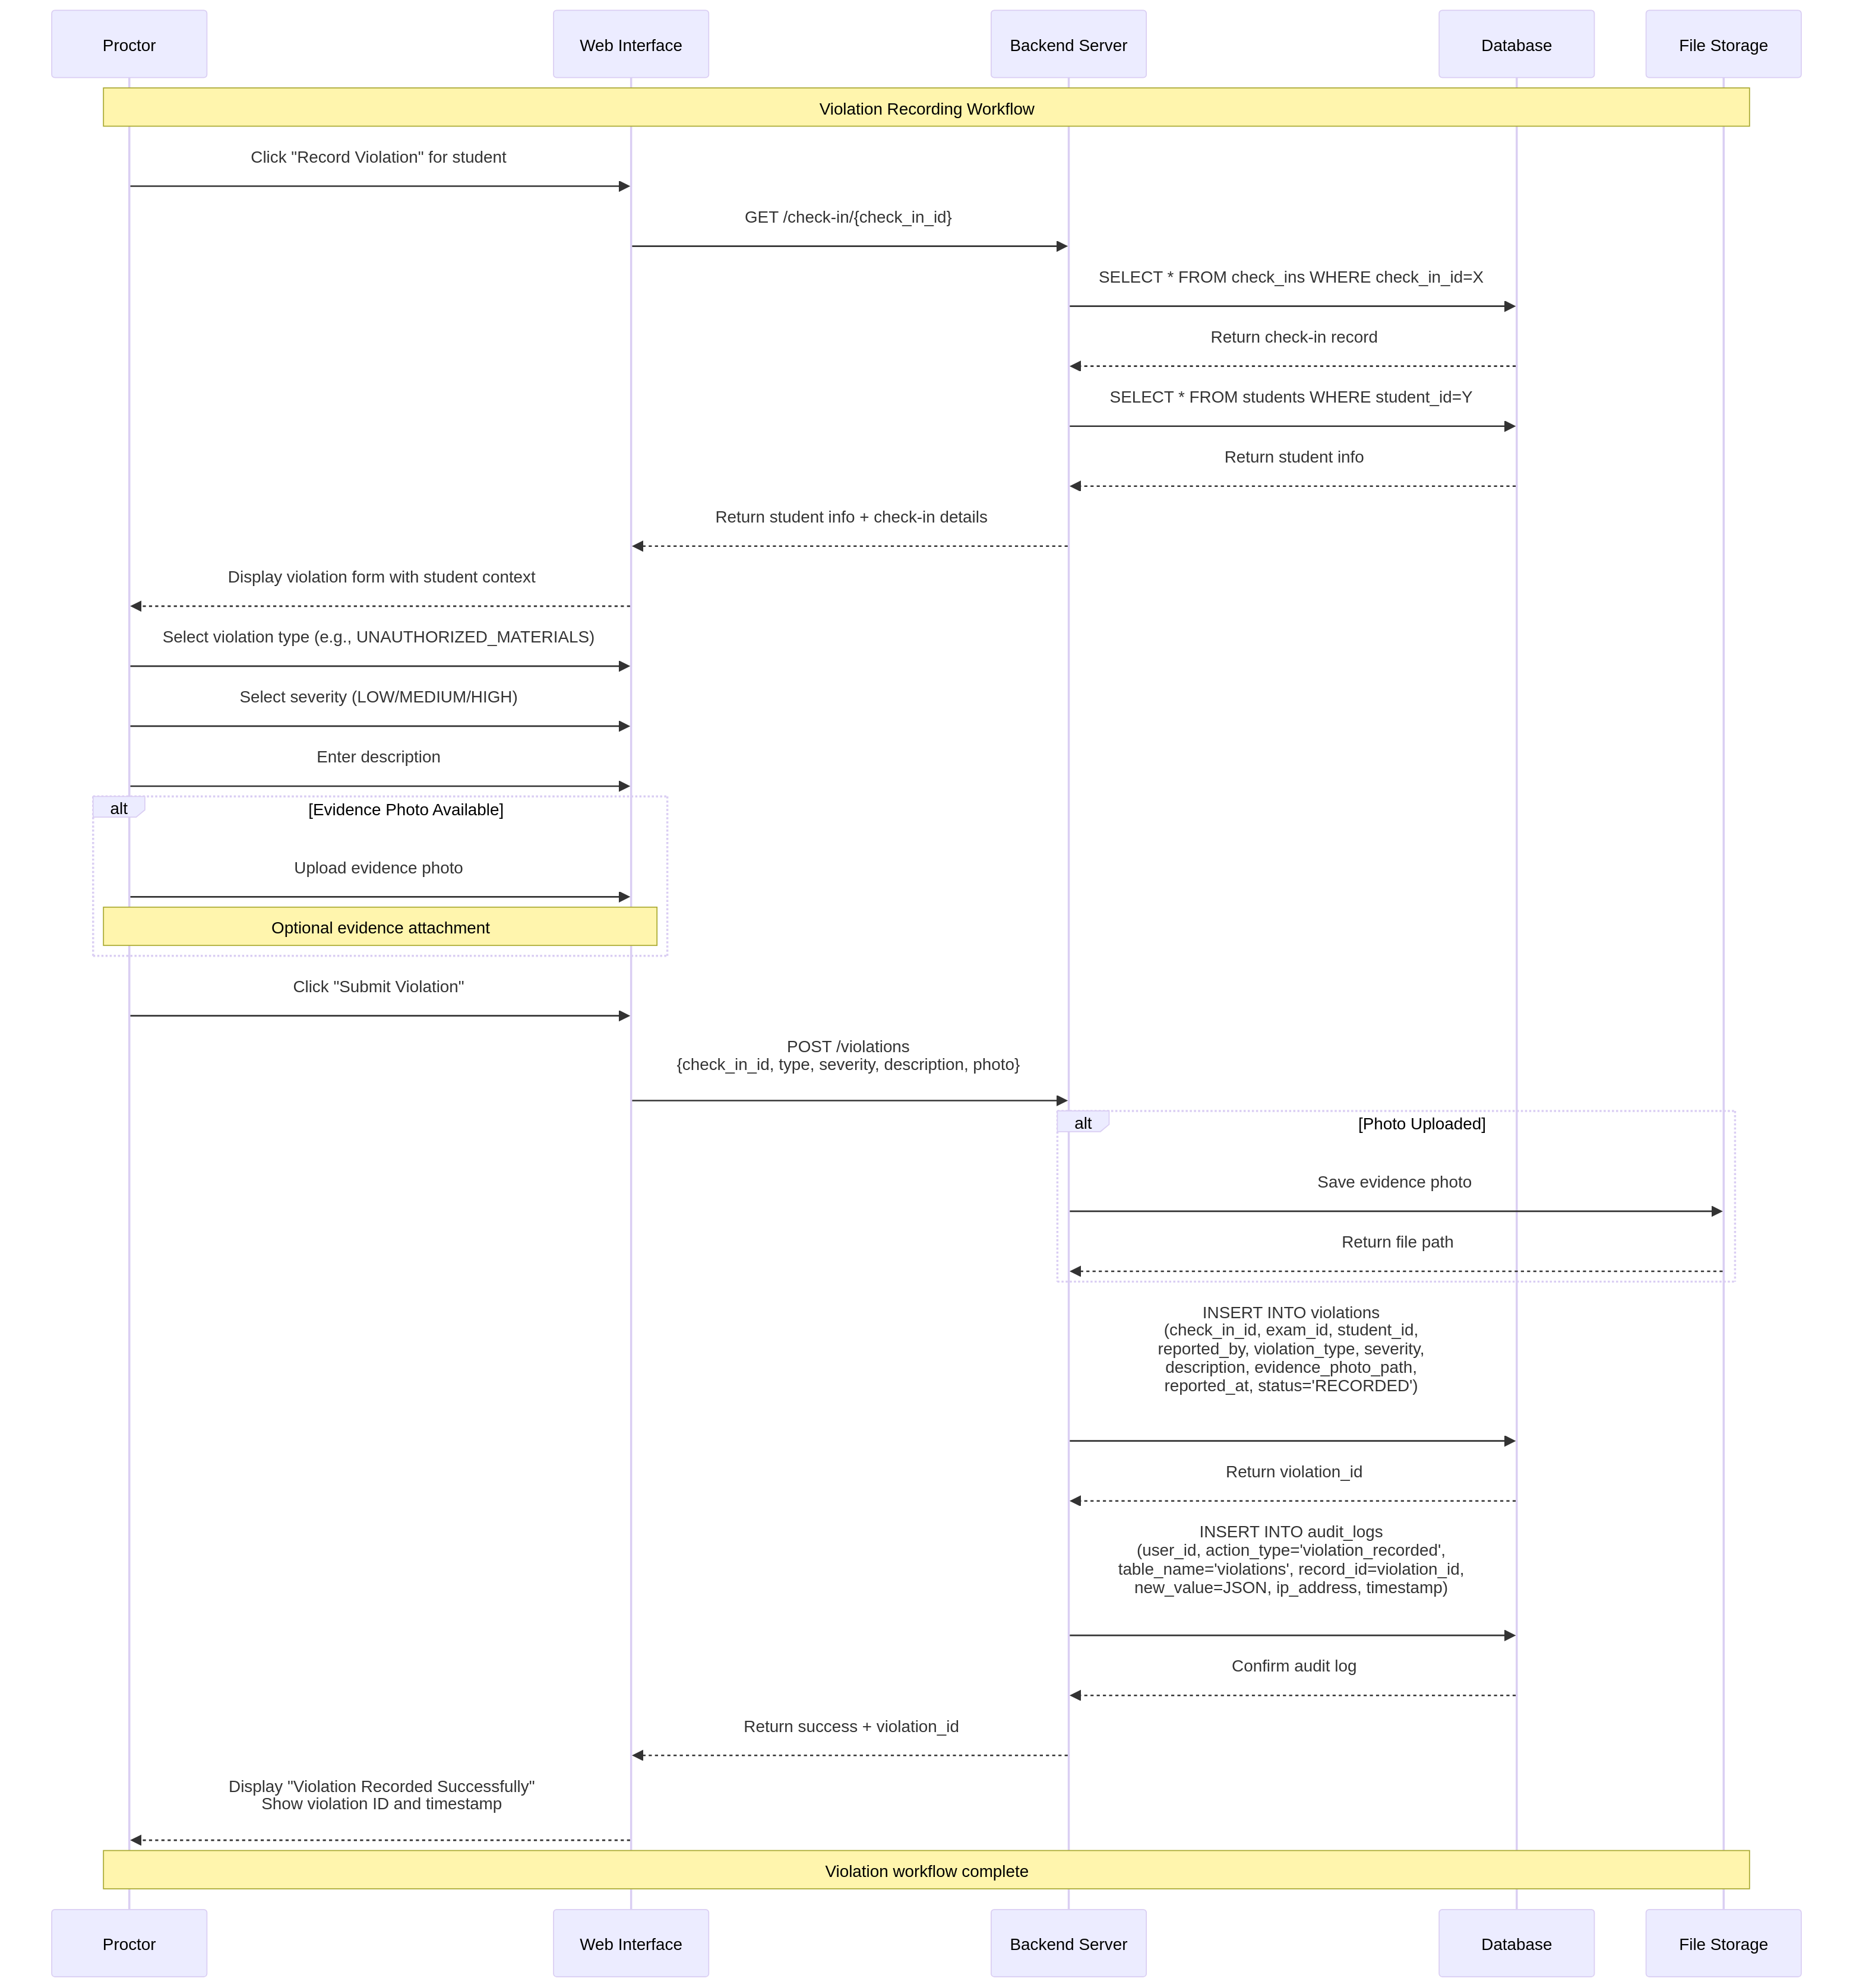 Proctor
Web Interface
Backend Server
Database
File Storage
Violation Recording Workflow
Click "Record Violation" for student
GET /check-in/{check_in_id}
SELECT * FROM check_ins WHERE check_in_id=X
Return check-in record
SELECT * FROM students WHERE student_id=Y
Return student info
Return student info + check-in details
Display violation form with student context
Select violation type (e.g., UNAUTHORIZED_MATERIALS)
Select severity (LOW/MEDIUM/HIGH)
Enter description
alt
[Evidence Photo Available]
Upload evidence photo
Optional evidence attachment
Click "Submit Violation"
POST /violations
{check_in_id, type, severity, description, photo}
alt
[Photo Uploaded]
Save evidence photo
Return file path
INSERT INTO violations
(check_in_id, exam_id, student_id,
reported_by, violation_type, severity,
description, evidence_photo_path,
reported_at, status='RECORDED')
Return violation_id
INSERT INTO audit_logs
(user_id, action_type='violation_recorded',
table_name='violations', record_id=violation_id,
new_value=JSON, ip_address, timestamp)
Confirm audit log
Return success + violation_id
Display "Violation Recorded Successfully"
Show violation ID and timestamp
Violation workflow complete
Proctor
Web Interface
Backend Server
Database
File Storage